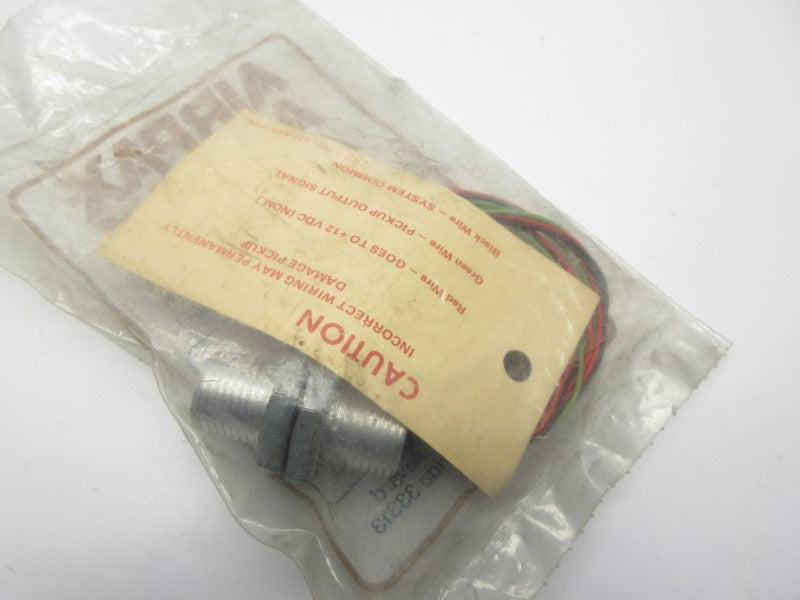 AIRPAX
CAUTION
INCORRECT WIRING MAY PERMANENTLY
DAMAGE PICKUP
Red Wire — GOES TO +12 VDC (NOM.)
Green Wire — PICKUP OUTPUT SIGNAL
Black Wire — SYSTEM COMMON
33313